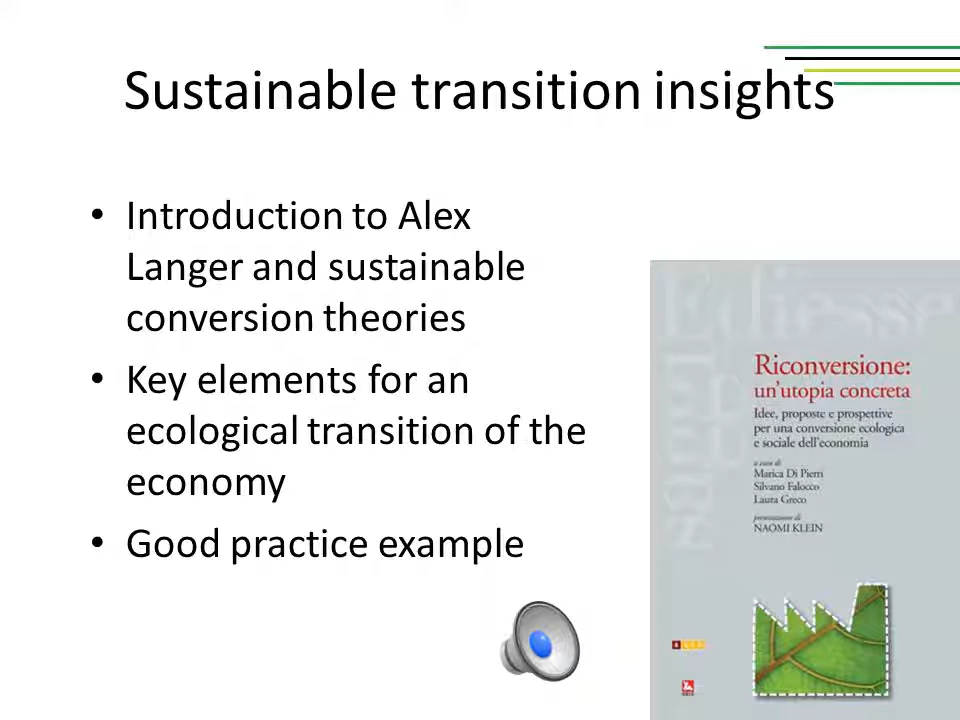 Sustainable transition insights
• Introduction to Alex
Langer and sustainable
conversion theories
• Key elements for an
ecological transition of the
economy
• Good practice example
Ediesse
Riconversione:
un'utopia concreta
Idee, proposte e prospettive
per una conversione ecologica
e sociale dell'economia
a cura di
Marica Di Pierri
Silvano Falocco
Laura Greco
presentazione di
NAOMI KLEIN